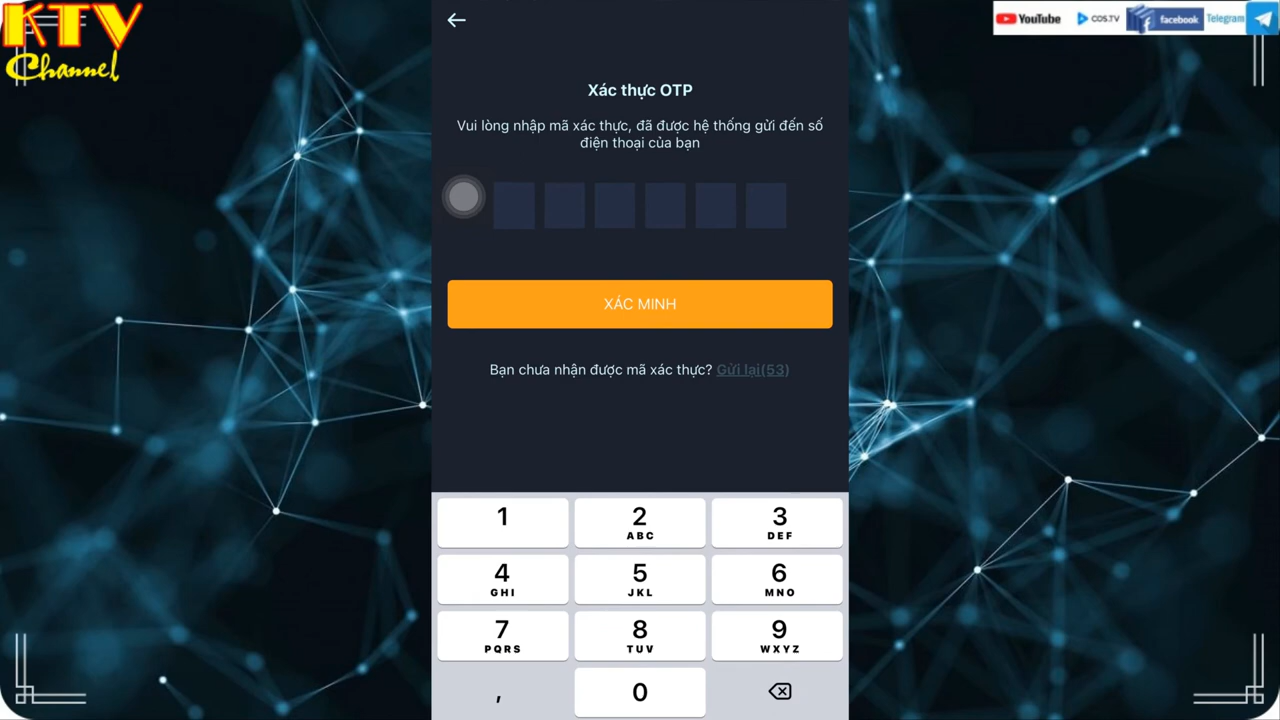 KTV
Channel
YouTube
COS.TV
facebook
Telegram
Xác thực OTP
Vui lòng nhập mã xác thực, đã được hệ thống gửi đến số
điện thoại của bạn
XÁC MINH
Bạn chưa nhận được mã xác thực? Gửi lại(53)
1
2
ABC
3
DEF
4
GHI
5
JKL
6
MNO
7
PQRS
8
TUV
9
WXYZ
,
0